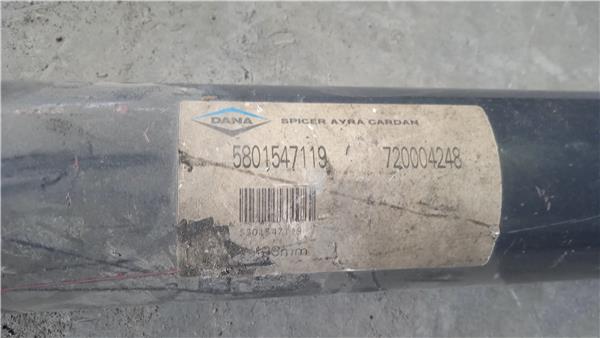 DANA SPICER AYRA CARDAN
5801547119 720004248
5801547119